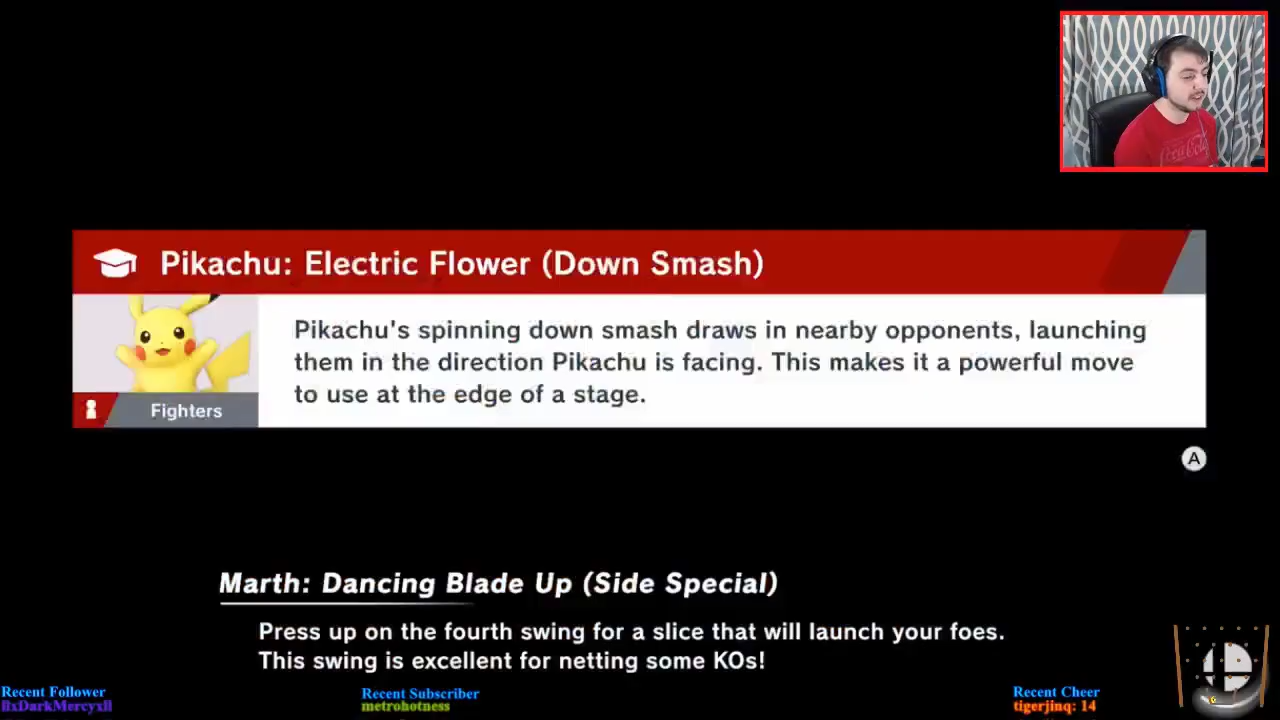 Coca-Cola
Pikachu: Electric Flower (Down Smash)
Pikachu's spinning down smash draws in nearby opponents, launching
them in the direction Pikachu is facing. This makes it a powerful move
to use at the edge of a stage.
Fighters
A
Marth: Dancing Blade Up (Side Special)
Press up on the fourth swing for a slice that will launch your foes.
This swing is excellent for netting some KOs!
Recent Follower
Recent Subscriber
metrohotness
Recent Cheer
tigerjinq: 14